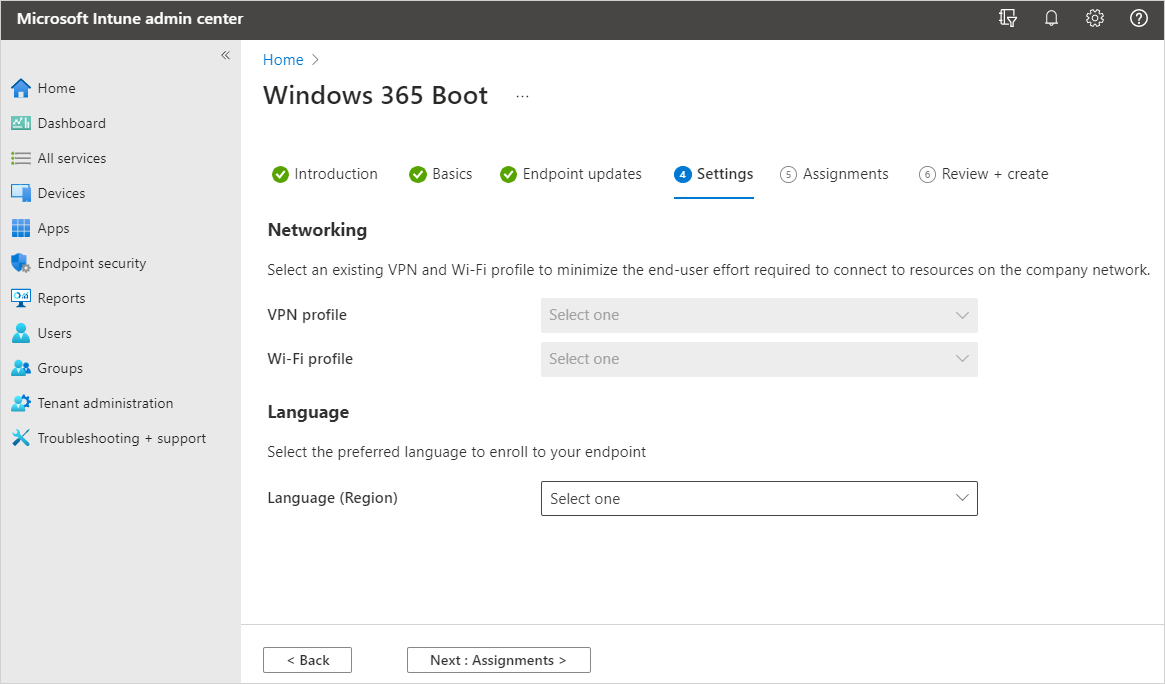 Microsoft Intune admin center
«
Home
Dashboard
All services
Devices
Apps
Endpoint security
Reports
Users
Groups
Tenant administration
Troubleshooting + support
Home >
Windows 365 Boot ...
Introduction Basics Endpoint updates 4 Settings 5 Assignments 6 Review + create
Networking
Select an existing VPN and Wi-Fi profile to minimize the end-user effort required to connect to resources on the company network.
VPN profile Select one
Wi-Fi profile Select one
Language
Select the preferred language to enroll to your endpoint
Language (Region) Select one
< Back Next : Assignments >